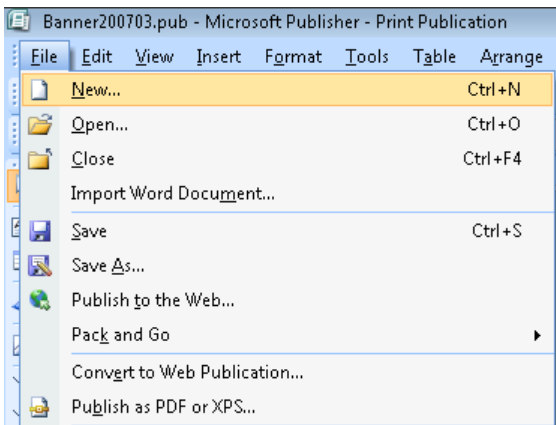 Banner200703.pub - Microsoft Publisher - Print Publication
File Edit View Insert Format Tools Table Arrange
New... Ctrl+N
Open... Ctrl+O
Close Ctrl+F4
Import Word Document...
Save Ctrl+S
Save As...
Publish to the Web...
Pack and Go
Convert to Web Publication...
Publish as PDF or XPS...